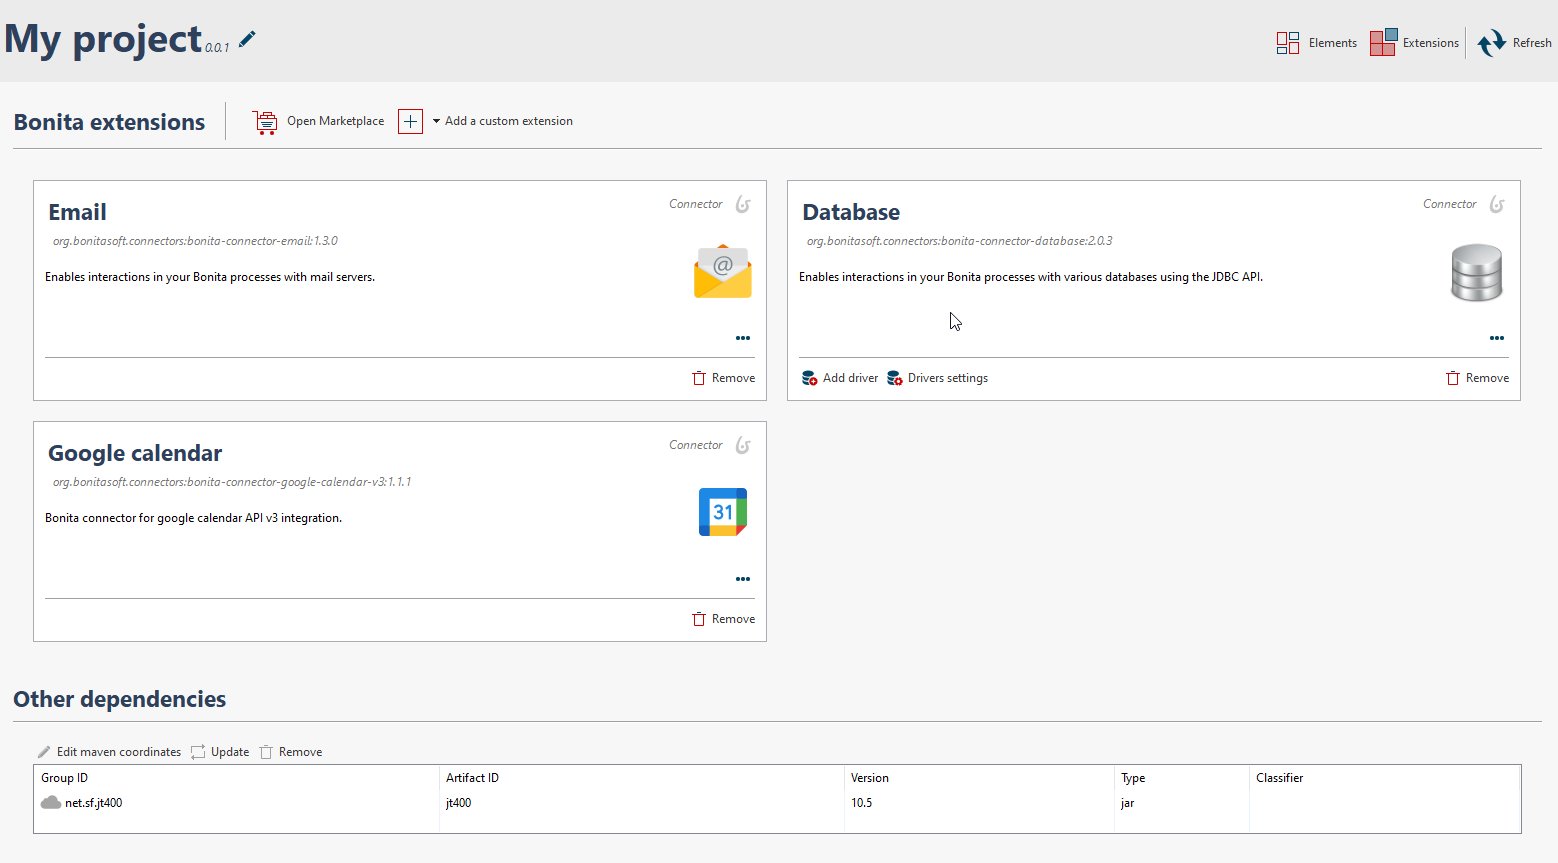 My project 0.0.1
Elements Extensions Refresh
Bonita extensions Open Marketplace Add a custom extension
Email Connector
org.bonitasoft.connectors:bonita-connector-email:1.3.0
Enables interactions in your Bonita processes with mail servers.
@
Remove
Database Connector
org.bonitasoft.connectors:bonita-connector-database:2.0.3
Enables interactions in your Bonita processes with various databases using the JDBC API.
Add driver Drivers settings Remove
Google calendar Connector
org.bonitasoft.connectors:bonita-connector-google-calendar-v3:1.1.1
Bonita connector for google calendar API v3 integration.
31
Remove
Other dependencies
Edit maven coordinates Update Remove
Group ID Artifact ID Version Type Classifier
net.sf.jt400 jt400 10.5 jar